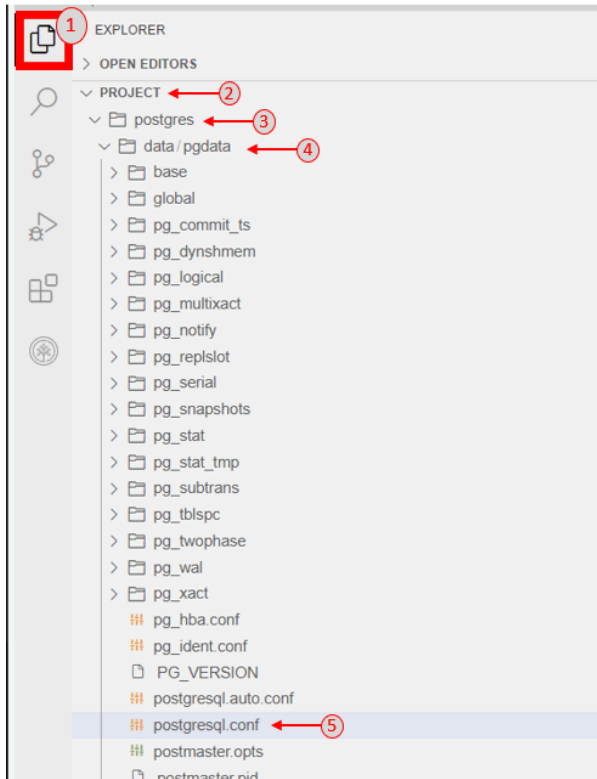 1
EXPLORER
OPEN EDITORS
PROJECT 2
postgres 3
data/pgdata 4
base
global
pg_commit_ts
pg_dynshmem
pg_logical
pg_multixact
pg_notify
pg_replslot
pg_serial
pg_snapshots
pg_stat
pg_stat_tmp
pg_subtrans
pg_tblspc
pg_twophase
pg_wal
pg_xact
pg_hba.conf
pg_ident.conf
PG_VERSION
postgresql.auto.conf
postgresql.conf 5
postmaster.opts
postmaster.pid